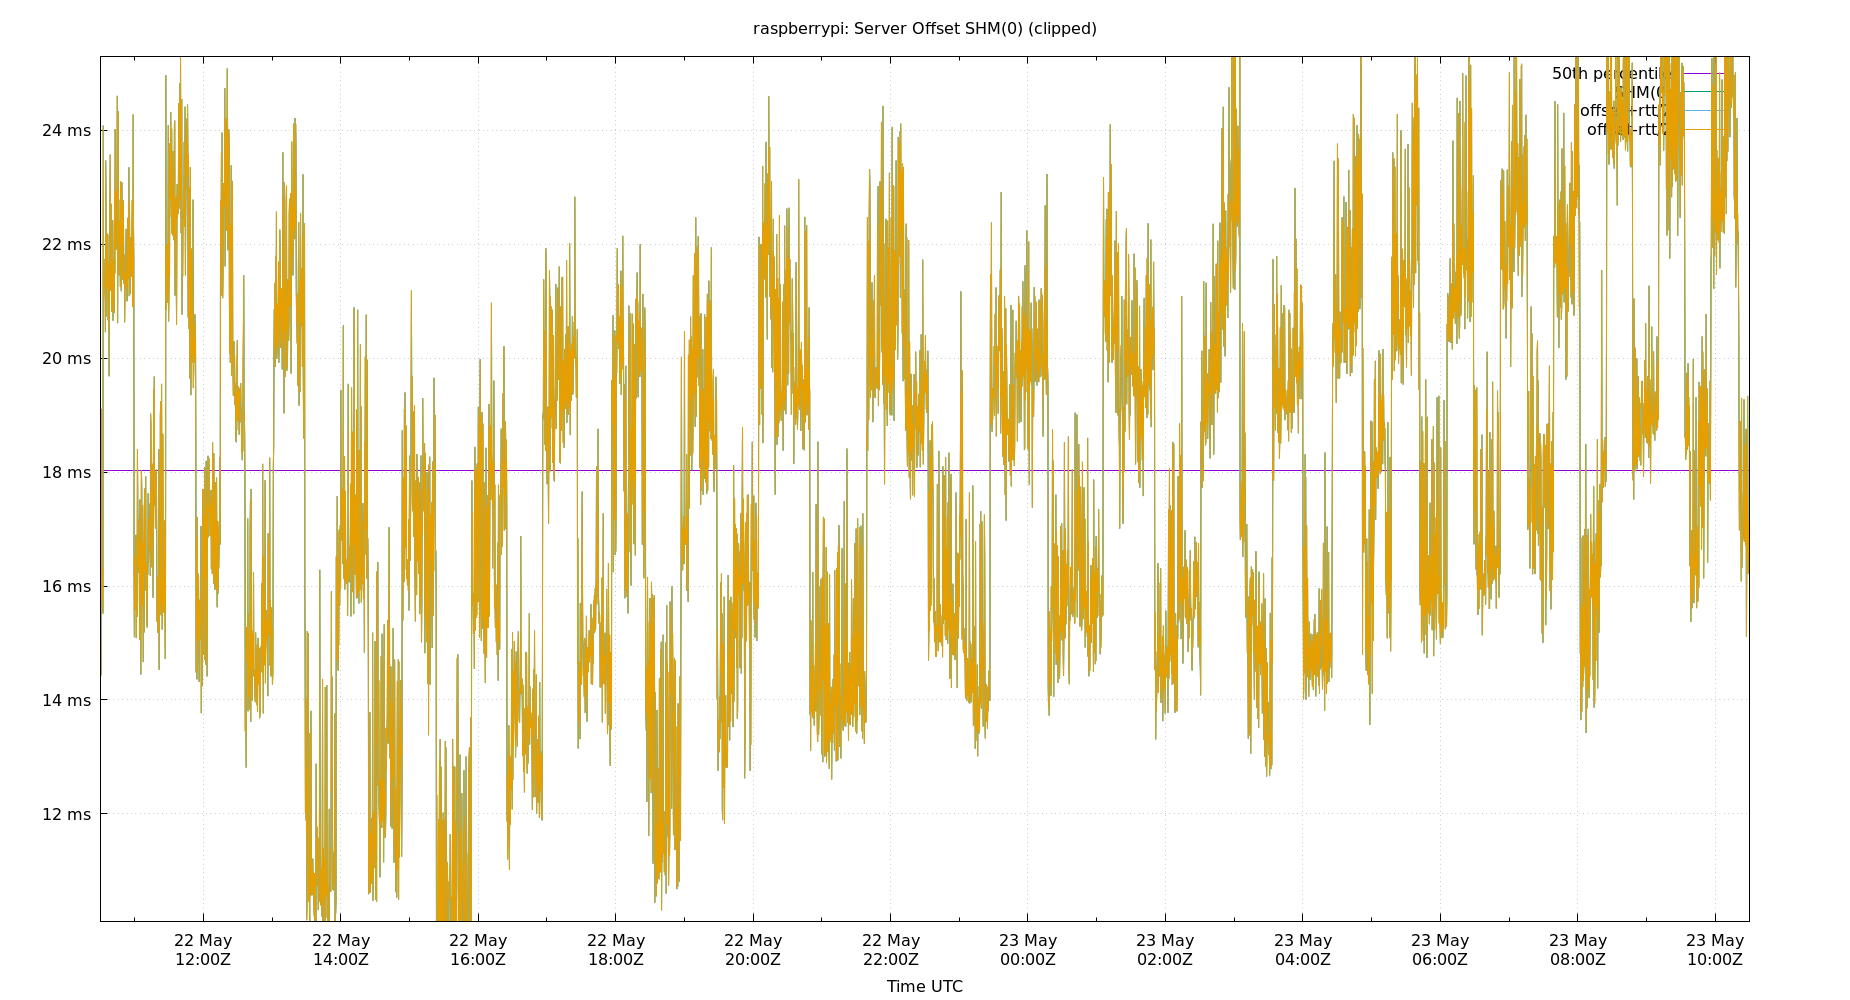 raspberrypi: Server Offset SHM(0) (clipped)
50th percentile
24 ms
22 ms
20 ms
18 ms
16 ms
14 ms
12 ms
22 May 12:00Z
22 May 14:00Z
22 May 16:00Z
22 May 18:00Z
22 May 20:00Z
22 May 22:00Z
23 May 00:00Z
23 May 02:00Z
23 May 04:00Z
23 May 06:00Z
23 May 08:00Z
23 May 10:00Z
Time UTC